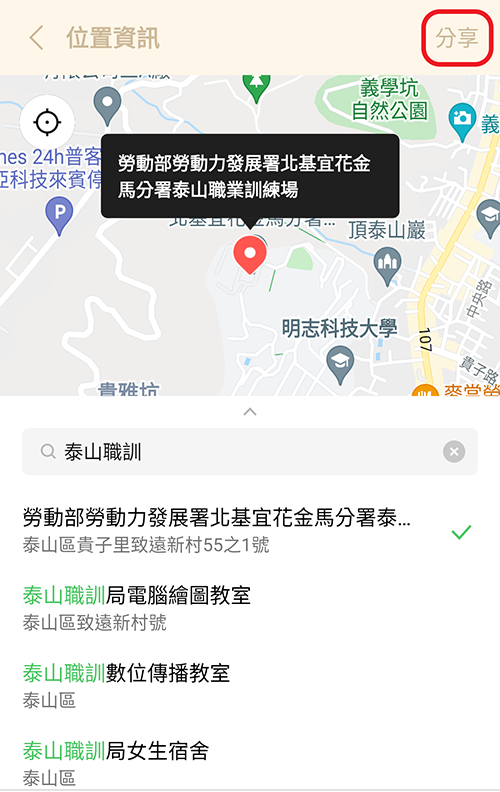 位置資訊
分享
義學坑
自然公園
義
nes 24h普客
亞科技來賓停
P
勞動部勞動力發展署北基宜花金
馬分署泰山職業訓練場
北基宜花金馬分署...
頂泰山巖
中央路
明志科技大學
107
貴子路
貴雅坑
麥當勞
泰山職訓
勞動部勞動力發展署北基宜花金馬分署泰...
泰山區貴子里致遠新村55之1號
泰山職訓局電腦繪圖教室
泰山區致遠新村號
泰山職訓數位傳播教室
泰山區
泰山職訓局女生宿舍
泰山區